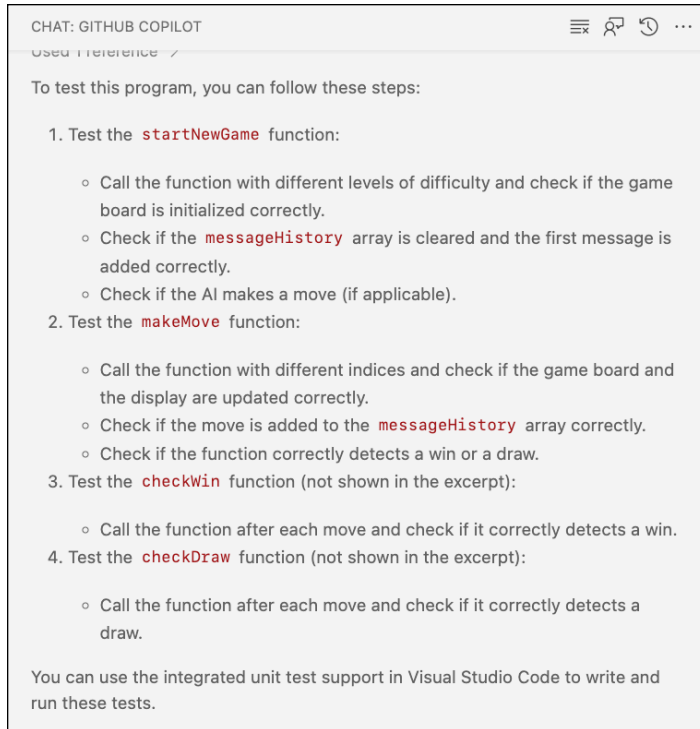 CHAT: GITHUB COPILOT
Used 1 reference
To test this program, you can follow these steps:
1. Test the startNewGame function:
Call the function with different levels of difficulty and check if the game
board is initialized correctly.
Check if the messageHistory array is cleared and the first message is
added correctly.
Check if the AI makes a move (if applicable).
2. Test the makeMove function:
Call the function with different indices and check if the game board and
the display are updated correctly.
Check if the move is added to the messageHistory array correctly.
Check if the function correctly detects a win or a draw.
3. Test the checkWin function (not shown in the excerpt):
Call the function after each move and check if it correctly detects a win.
4. Test the checkDraw function (not shown in the excerpt):
Call the function after each move and check if it correctly detects a
draw.
You can use the integrated unit test support in Visual Studio Code to write and
run these tests.